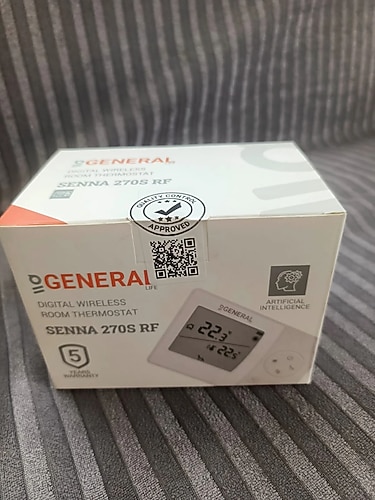 GENERAL
LIFE
DIGITAL WIRELESS
ROOM THERMOSTAT
SENNA 270S RF
QUALITY CONTROL
APPROVED
GENERAL
LIFE
DIGITAL WIRELESS
ROOM THERMOSTAT
SENNA 270S RF
5
YEARS
WARRANTY
ARTIFICIAL
INTELLIGENCE
GENERAL
22.3°
22.5°